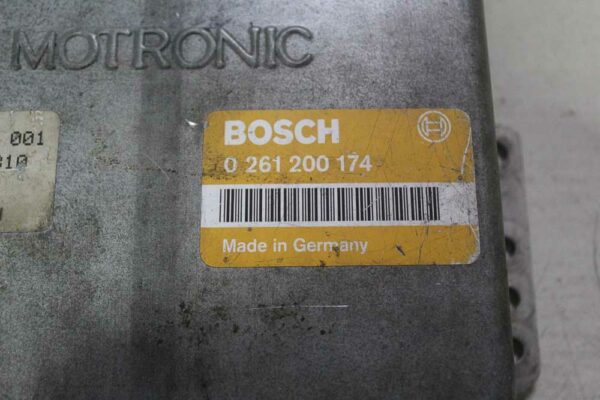 MOTRONIC
001
BOSCH
0 261 200 174
Made in Germany